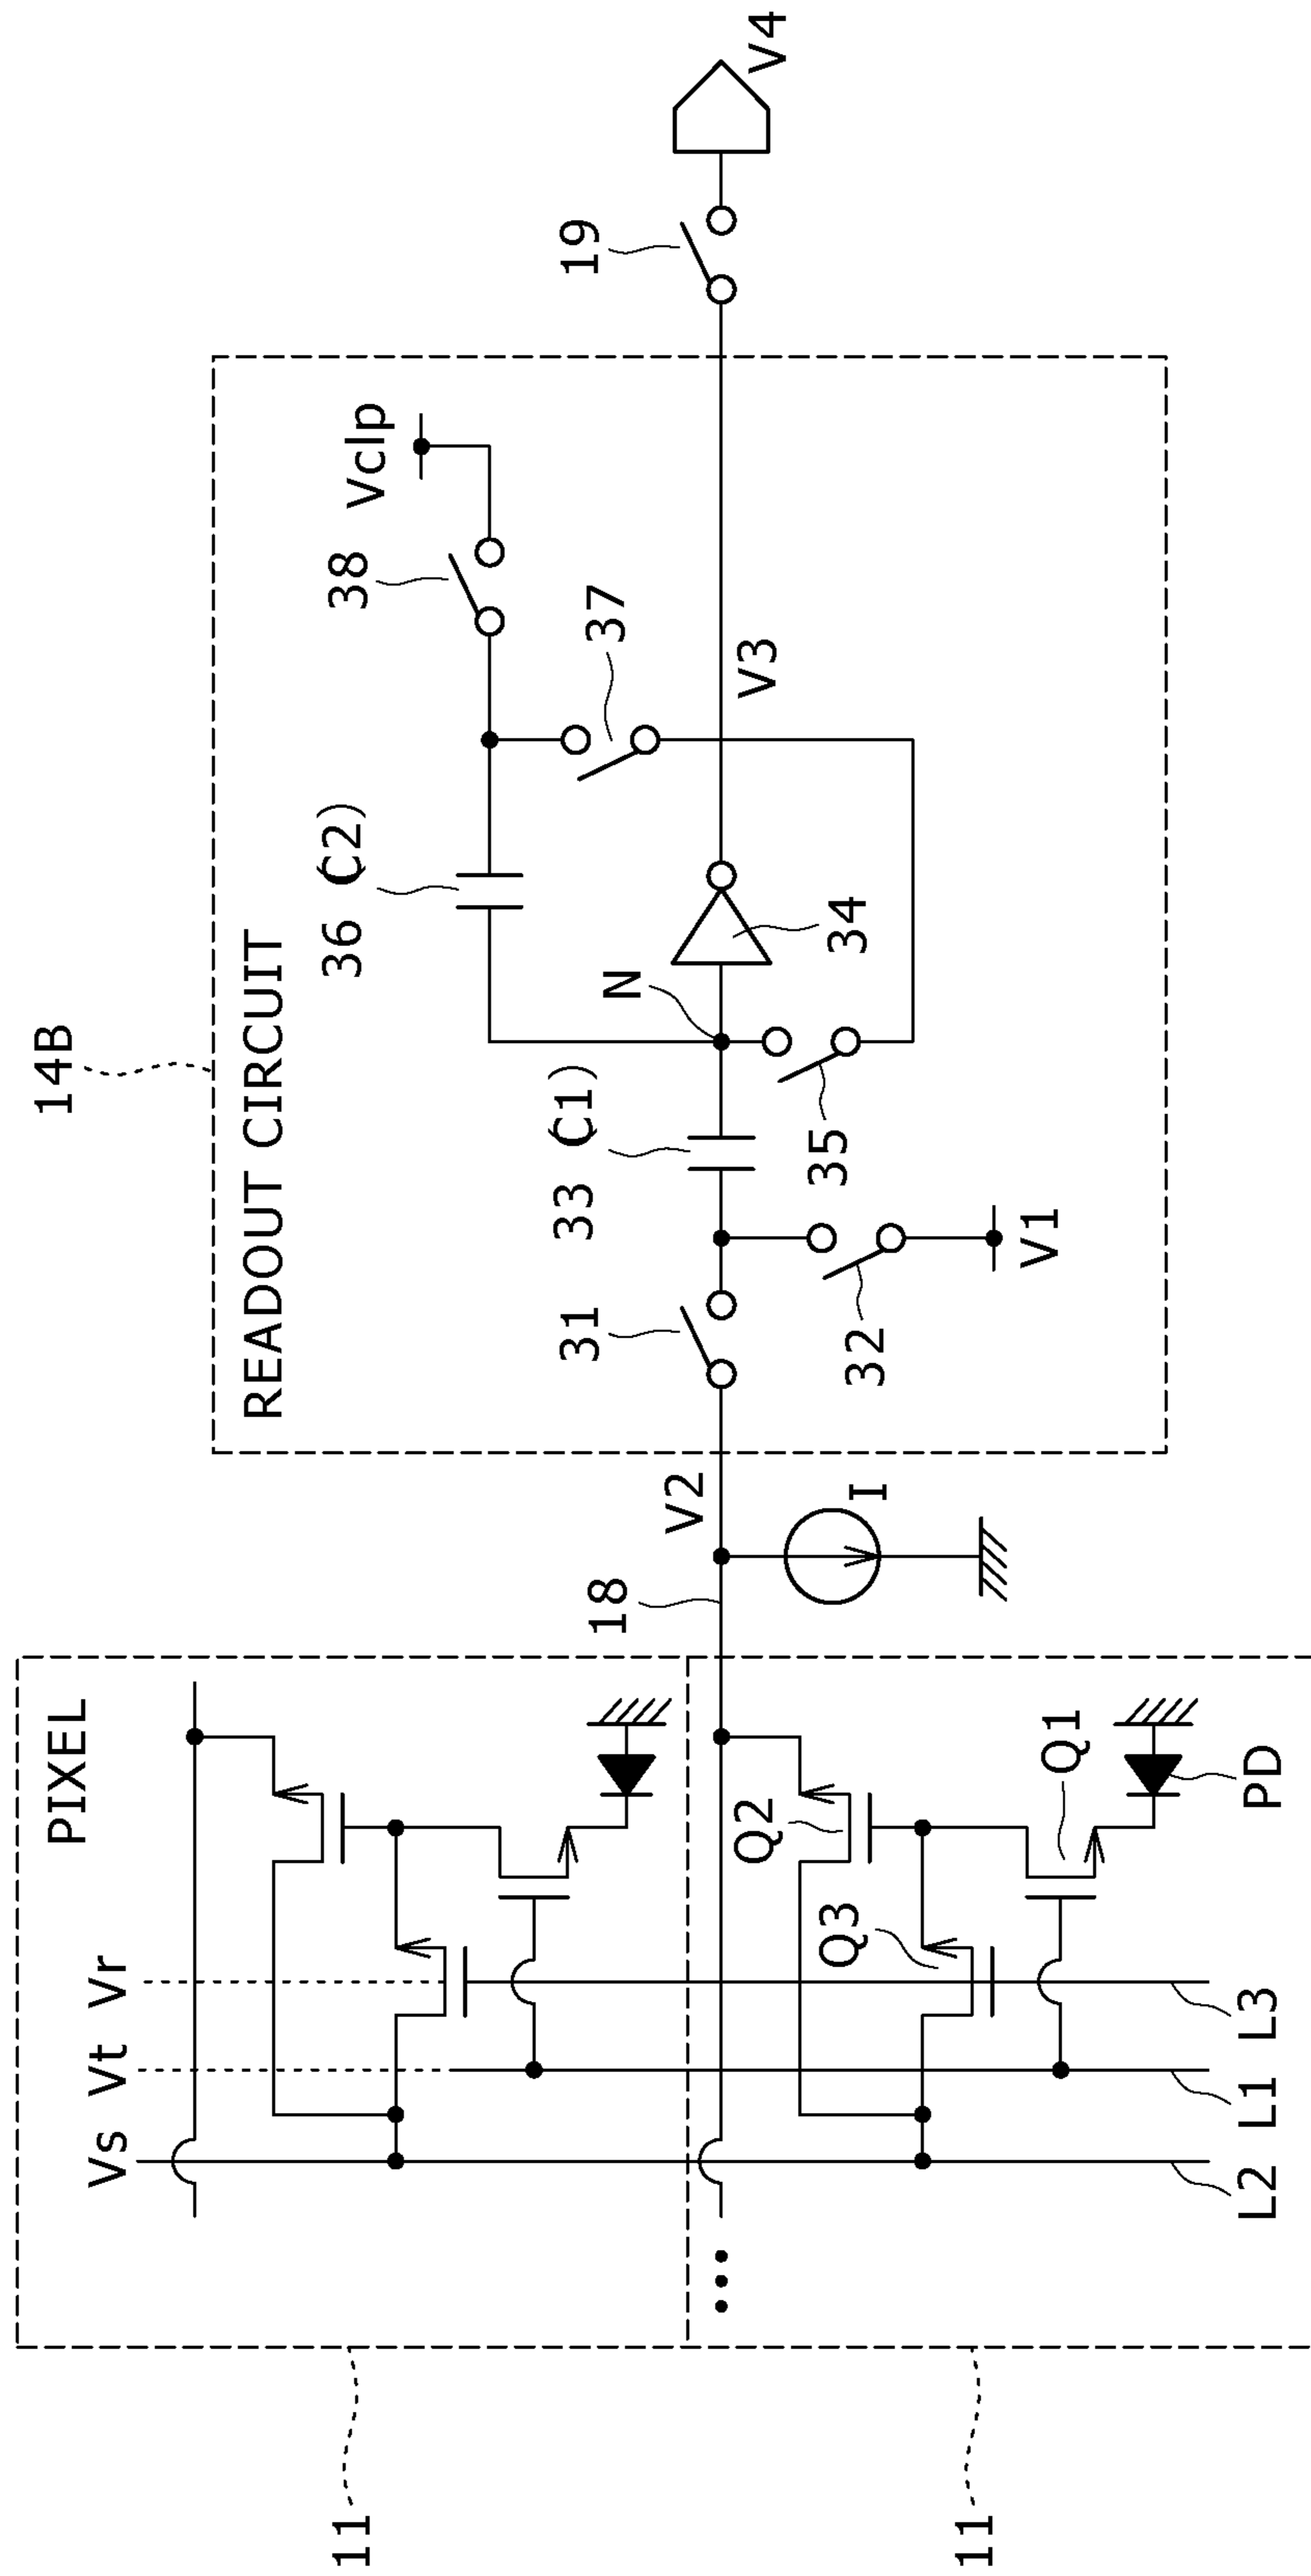 14B
READOUT CIRCUIT
Vclp
38
36 (C2)
37
19
N
33 (C1)
31
V3
V4
34
35
32
V1
V2
18
I
PIXEL
Vs
Vt
Vr
Q2
Q3
Q1
PD
L2
L1
L3
11
11